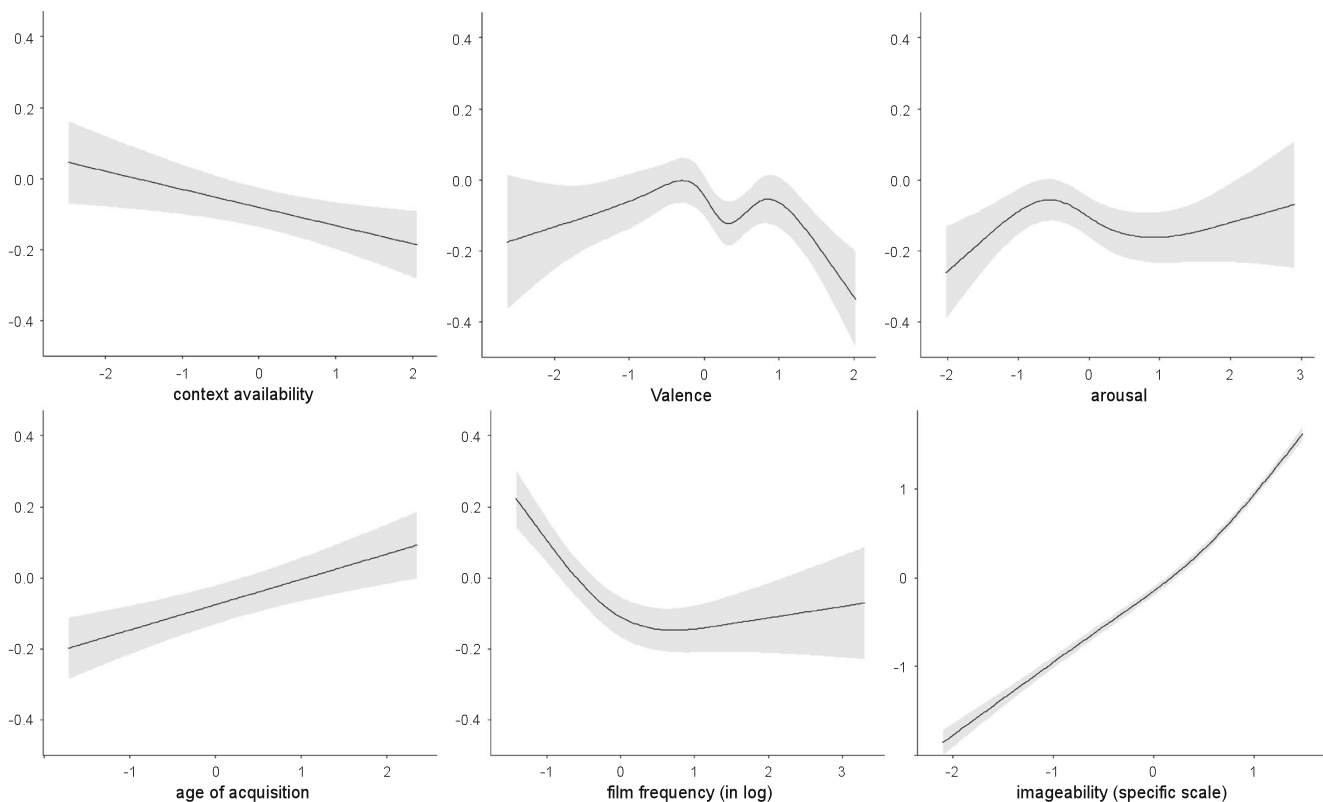 0.4 0.4 0.4
0.2 0.2 0.2
0.0 0.0 0.0
-0.2 -0.2 -0.2
-0.4 -0.4 -0.4
-2 -1 0 1 2 -2 -1 0 1 2 -2 -1 0 1 2 3
context availability Valence arousal
0.4 0.4
0.2 0.2 1
0.0 0.0 0
-0.2 -0.2 -1
-0.4 -0.4
-1 0 1 2 -1 0 1 2 3 -2 -1 0 1
age of acquisition film frequency (in log) imageability (specific scale)